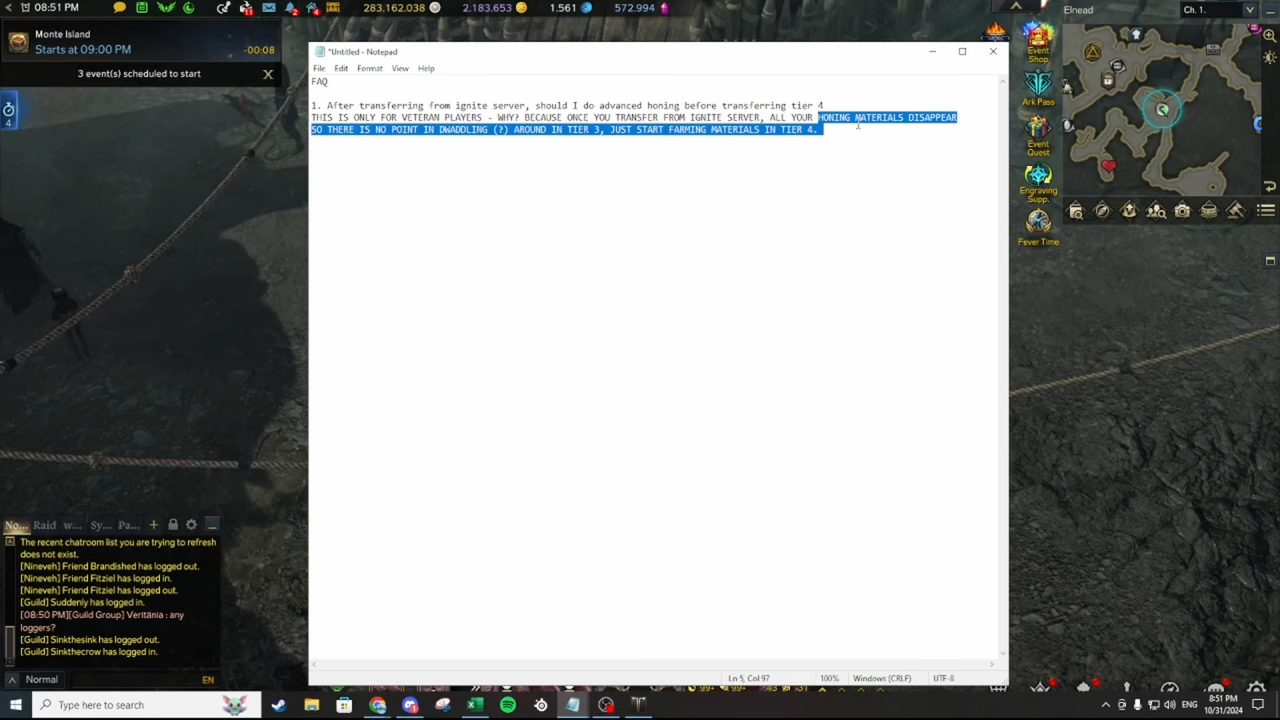 08:51 PM
283.162.038
2.183.653
1.561
572.994
Monte Island
Starts at 09:00 PM
-00:08
3 event(s) scheduled to start
X
4
*Untitled - Notepad
File Edit Format View Help
FAQ
1. After transferring from ignite server, should I do advanced honing before transferring tier 4
THIS IS ONLY FOR VETERAN PLAYERS - WHY? BECAUSE ONCE YOU TRANSFER FROM IGNITE SERVER, ALL YOUR HONING MATERIALS DISAPPEAR
SO THERE IS NO POINT IN DWADDLING (?) AROUND IN TIER 3, JUST START FARMING MATERIALS IN TIER 4.
Ln 5, Col 97
100%
Windows (CRLF)
UTF-8
Elnead
Ch. 1.
Event
Shop
Ark Pass
Event
Quest
Engraving
Supp.
Fever Time
No... Raid w... Sy... Pa...
The recent chatroom list you are trying to refresh
does not exist.
[Nineveh] Friend Brandished has logged out.
[Nineveh] Friend Fitziel has logged in.
[Nineveh] Friend Fitziel has logged out.
[Guild] Suddenly has logged in.
[08:50 PM][Guild Group] Veritänia : any
loggers?
[Guild] Sinkthesink has logged out.
[Guild] Sinkthecrow has logged in.
Normal
EN
Type here to search
ENG
8:51 PM
10/31/2024